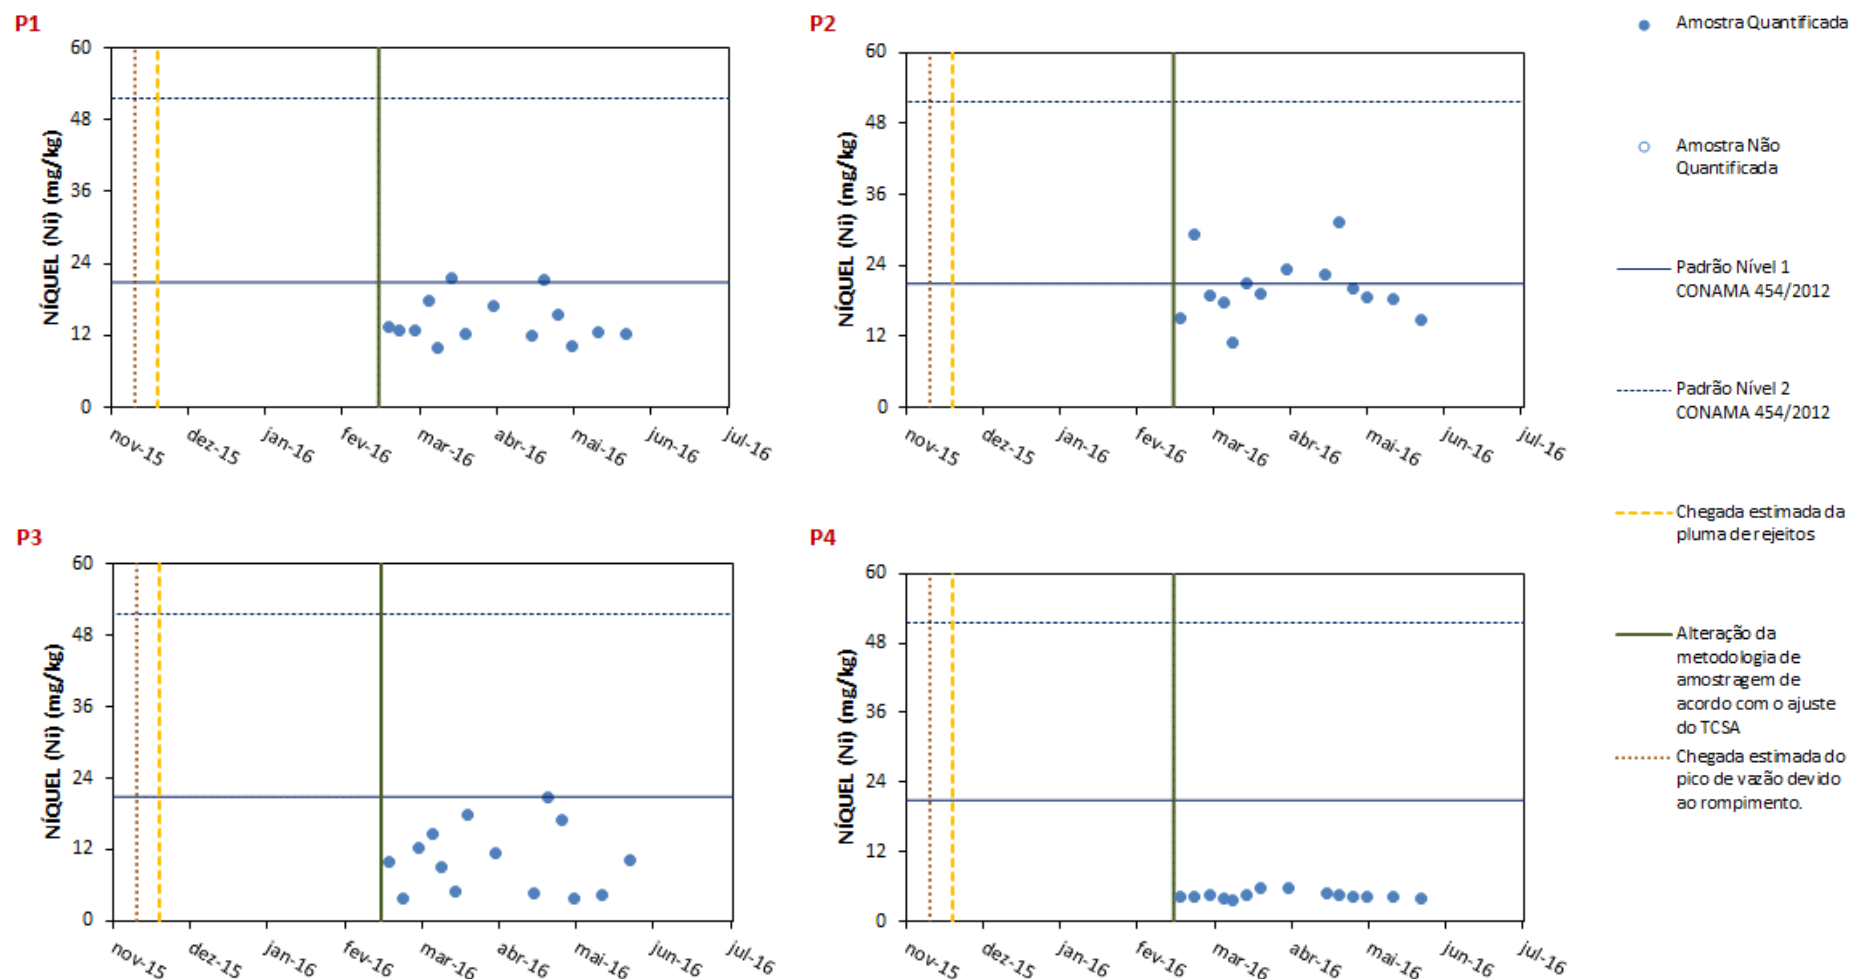 P1
NÍQUEL (Ni) (mg/kg)
60
48
36
24
12
0
nov-15
dez-15
jan-16
fev-16
mar-16
abr-16
mai-16
jun-16
jul-16
P2
NÍQUEL (Ni) (mg/kg)
60
48
36
24
12
0
nov-15
dez-15
jan-16
fev-16
mar-16
abr-16
mai-16
jun-16
jul-16
P3
NÍQUEL (Ni) (mg/kg)
60
48
36
24
12
0
nov-15
dez-15
jan-16
fev-16
mar-16
abr-16
mai-16
jun-16
jul-16
P4
NÍQUEL (Ni) (mg/kg)
60
48
36
24
12
0
nov-15
dez-15
jan-16
fev-16
mar-16
abr-16
mai-16
jun-16
jul-16
Amostra Quantificada
Amostra Não
Quantificada
Padrão Nível 1
CONAMA 454/2012
Padrão Nível 2
CONAMA 454/2012
Chegada estimada da
pluma de rejeitos
Alteração da
metodologia de
amostragem de
acordo com o ajuste
do TCSA
Chegada estimada do
pico de vazão devido
ao rompimento.